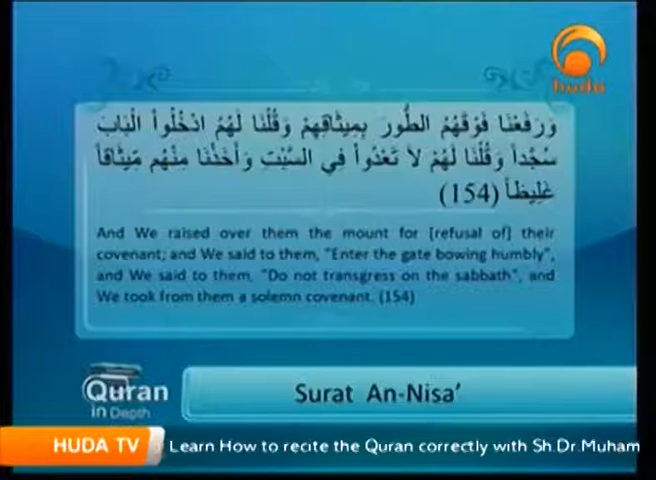 huda
وَرَفَعْنَا فَوْقَهُمُ الطُّورَ بِمِيثَاقِهِمْ وَقُلْنَا لَهُمُ ادْخُلُواْ الْبَابَ
سُجَّداً وَقُلْنَا لَهُمْ لاَ تَعْدُواْ فِي السَّبْتِ وَأَخَذْنَا مِنْهُم مِّيثَاقاً
غَلِيظاً (154)
And We raised over them the mount for [refusal of] their
covenant; and We said to them, "Enter the gate bowing humbly",
and We said to them, "Do not transgress on the sabbath", and
We took from them a solemn covenant. (154)
Quran
in Depth
Surat An-Nisa'
HUDA TV
Learn How to recite the Quran correctly with Sh.Dr.Muham